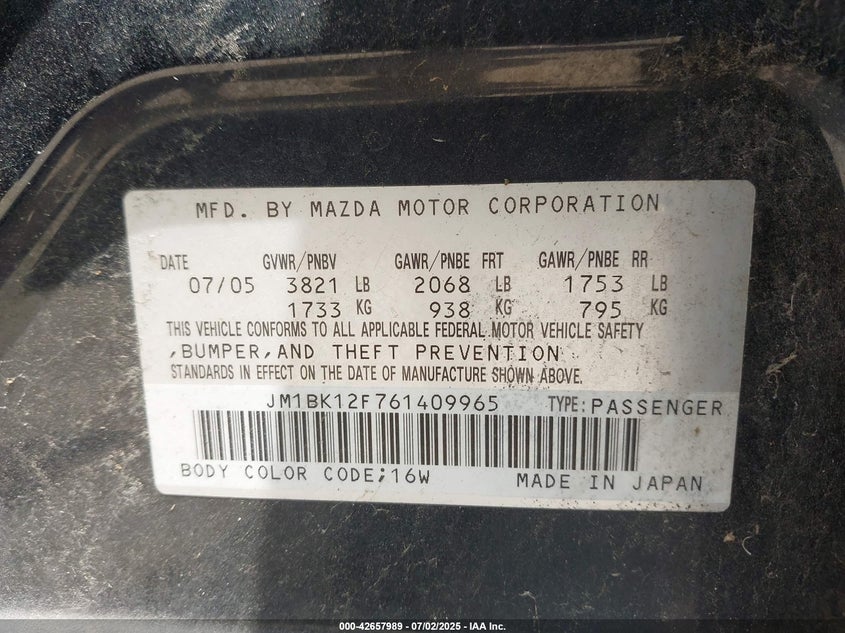 MFD. BY MAZDA MOTOR CORPORATION
DATE GVWR/PNBV GAWR/PNBE FRT GAWR/PNBE RR
07/05 3821 LB 2068 LB 1753 LB
1733 KG 938 KG 795 KG
THIS VEHICLE CONFORMS TO ALL APPLICABLE FEDERAL MOTOR VEHICLE SAFETY
,BUMPER,AND THEFT PREVENTION
STANDARDS IN EFFECT ON THE DATE OF MANUFACTURE SHOWN ABOVE.
JM1BK12F761409965 TYPE:PASSENGER
BODY COLOR CODE;16W MADE IN JAPAN
000-42657989 - 07/02/2025 - IAA Inc.